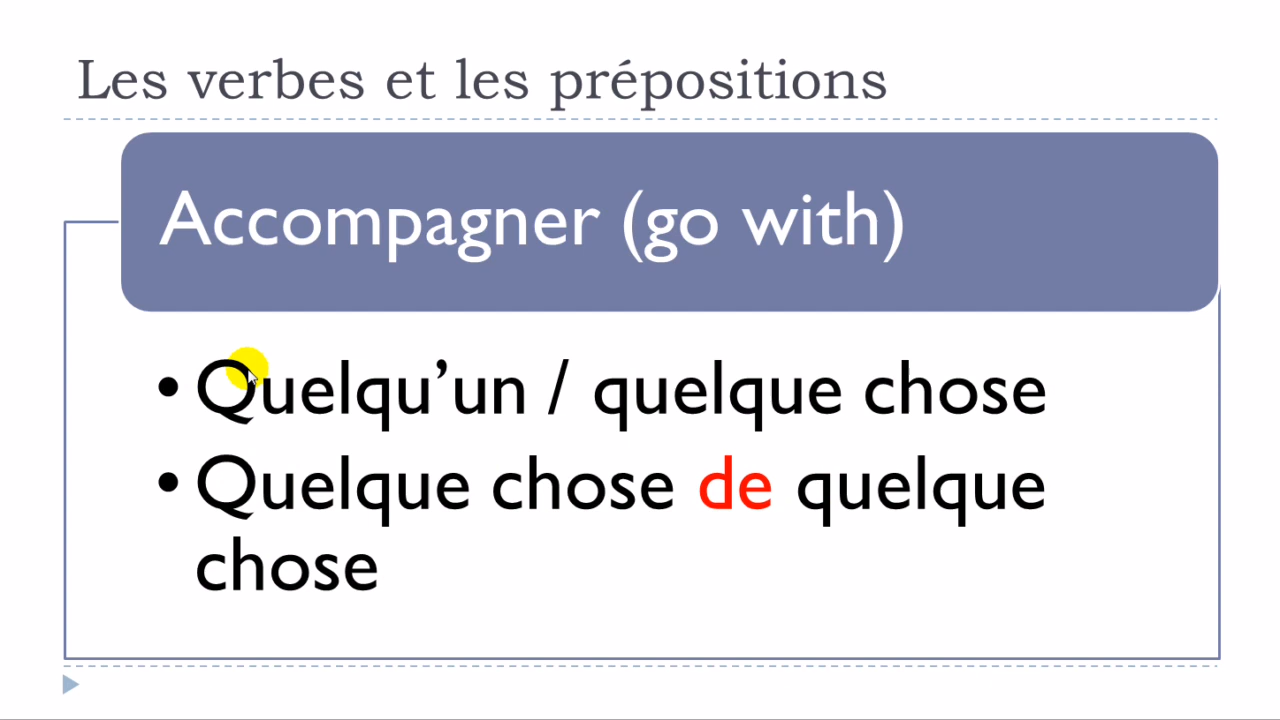 Les verbes et les prépositions
Accompagner (go with)
• Quelqu’un / quelque chose
• Quelque chose de quelque
chose